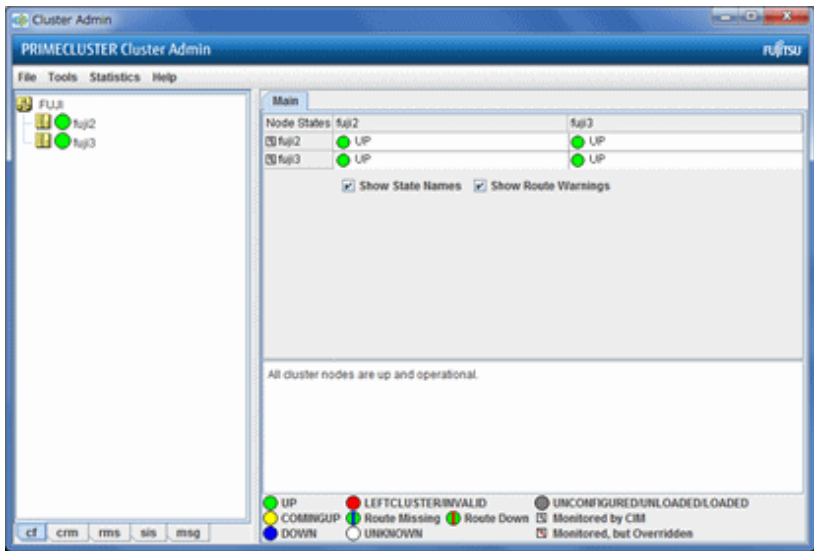 Cluster Admin
PRIMECLUSTER Cluster Admin
FUJITSU
File Tools Statistics Help
FUJI
fuji2
fuji3
Main
Node States fuji2 fuji3
fuji2 UP UP
fuji3 UP UP
Show State Names Show Route Warnings
All cluster nodes are up and operational.
UP LEFTCLUSTER/INVALID UNCONFIGURED/UNLOADED/LOADED
COMINGUP Route Missing Route Down Monitored by CIM
DOWN UNKNOWN Monitored, but Overridden
cf crm rms sis msg